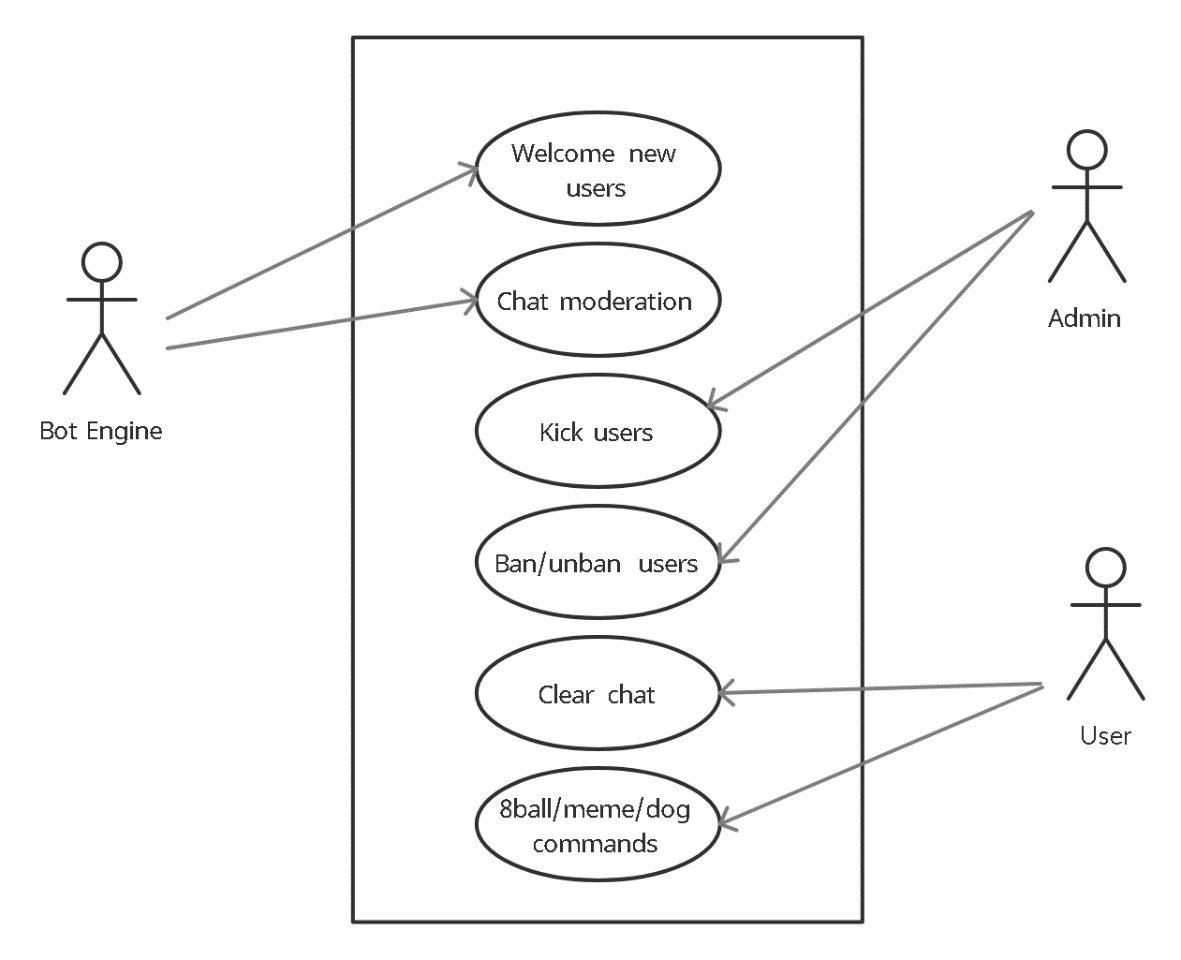 Welcome new
users
Chat moderation
Kick users
Ban/unban users
Clear chat
8ball/meme/dog
commands
Bot Engine
Admin
User